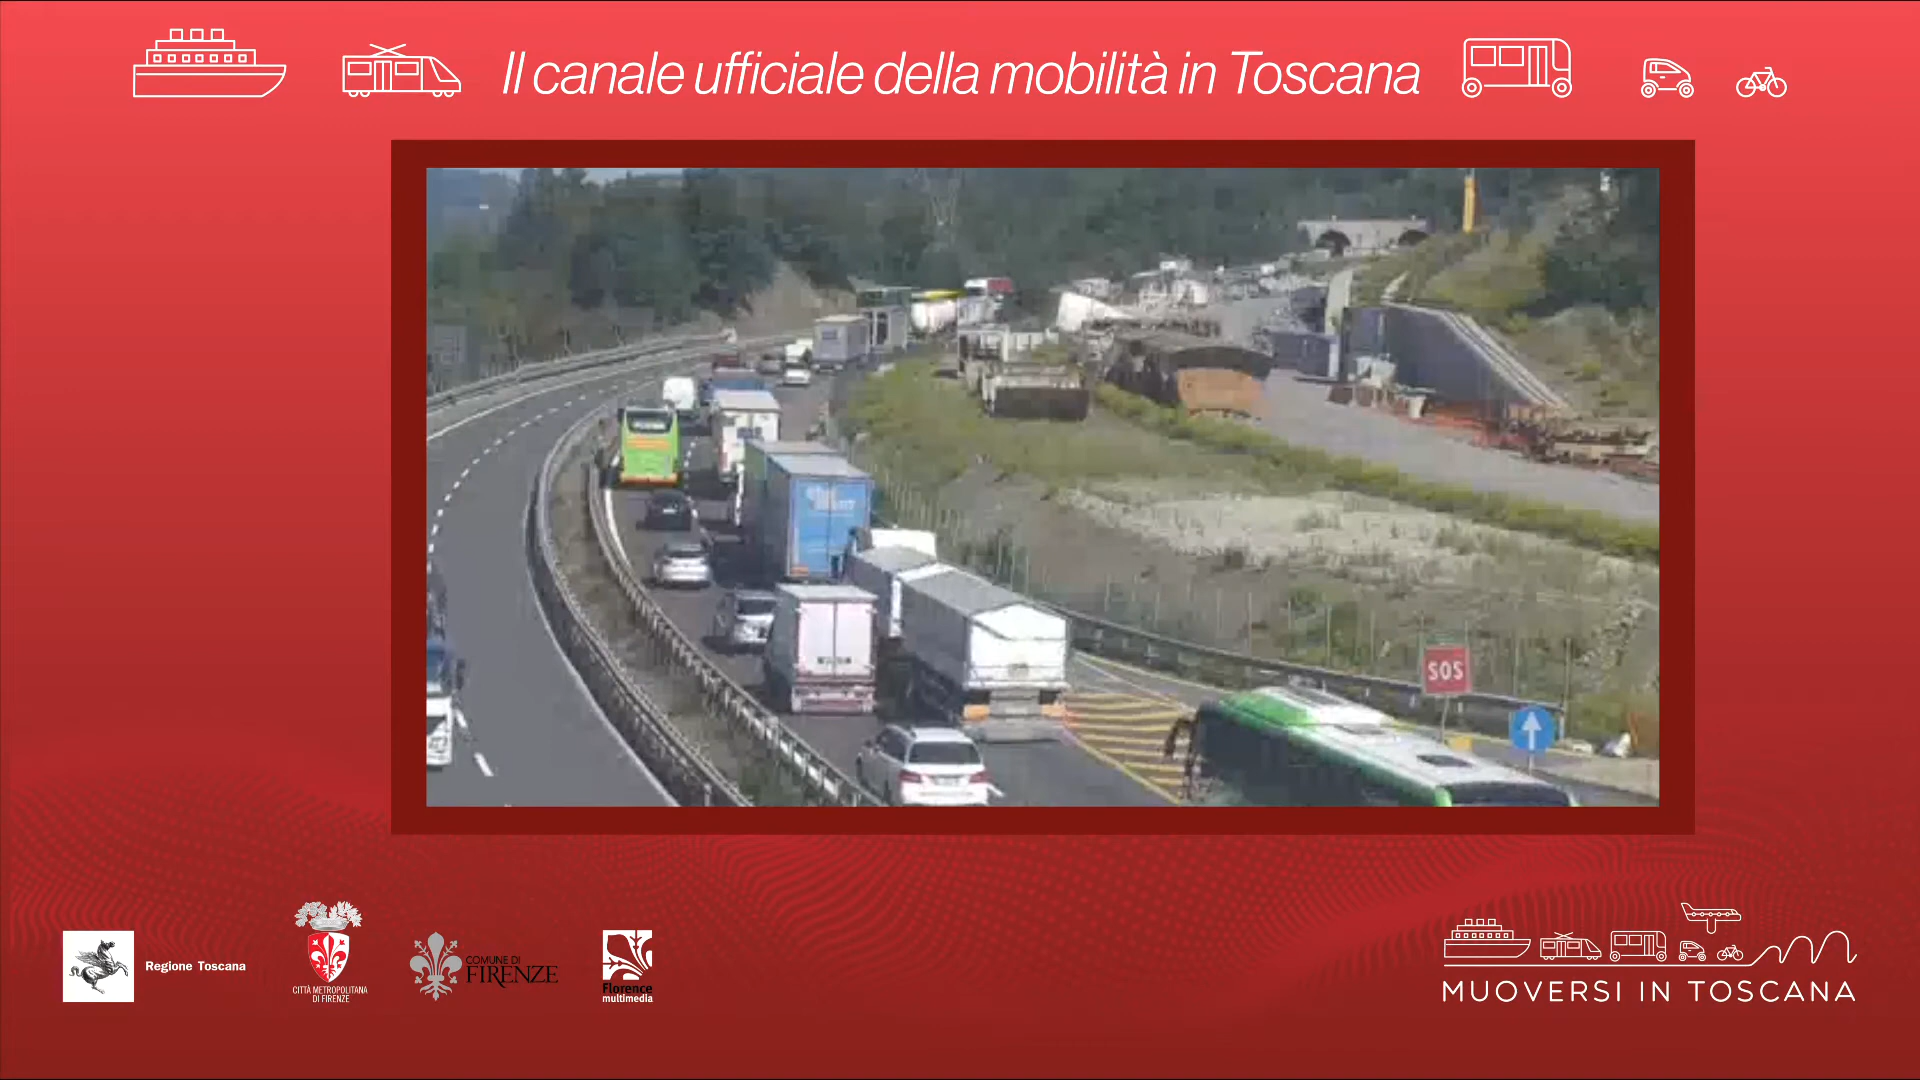 Il canale ufficiale della mobilità in Toscana
SOS
Regione Toscana
CITTÀ METROPOLITANA
DI FIRENZE
COMUNE DI
FIRENZE
Florence
multimedia
MUOVERSI IN TOSCANA